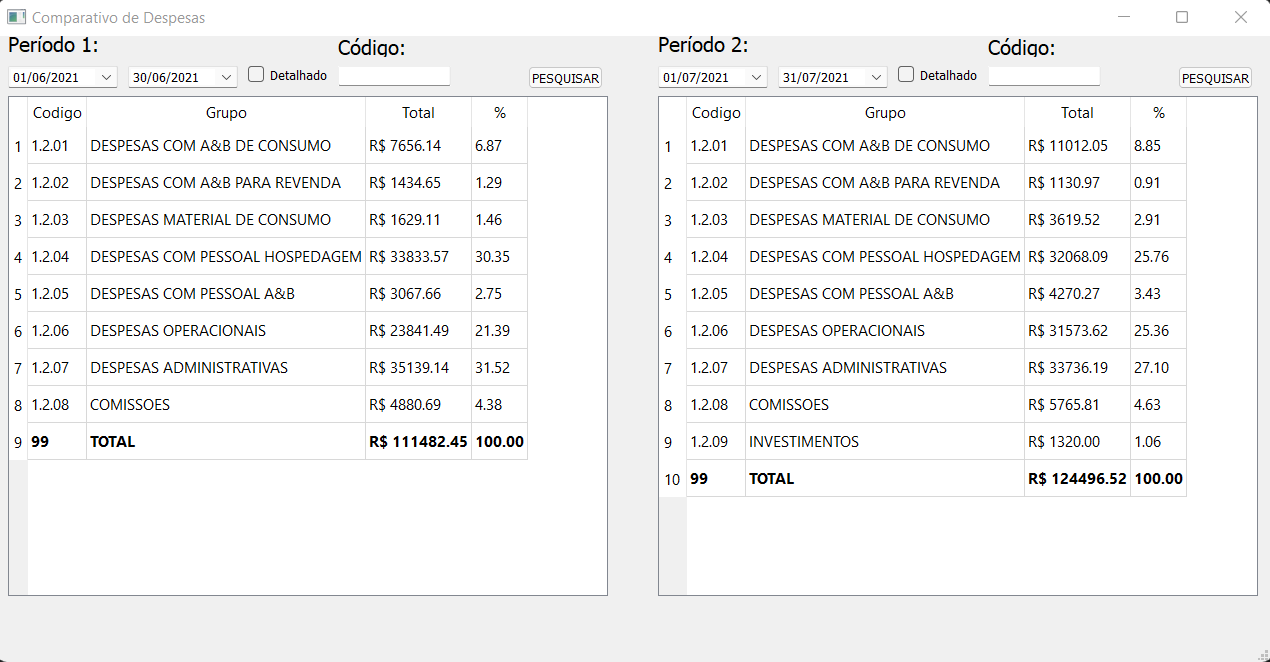 Comparativo de Despesas
Período 1:
Código:
01/06/2021 30/06/2021 Detalhado PESQUISAR
Codigo Grupo Total %
1 1.2.01 DESPESAS COM A&B DE CONSUMO R$ 7656.14 6.87
2 1.2.02 DESPESAS COM A&B PARA REVENDA R$ 1434.65 1.29
3 1.2.03 DESPESAS MATERIAL DE CONSUMO R$ 1629.11 1.46
4 1.2.04 DESPESAS COM PESSOAL HOSPEDAGEM R$ 33833.57 30.35
5 1.2.05 DESPESAS COM PESSOAL A&B R$ 3067.66 2.75
6 1.2.06 DESPESAS OPERACIONAIS R$ 23841.49 21.39
7 1.2.07 DESPESAS ADMINISTRATIVAS R$ 35139.14 31.52
8 1.2.08 COMISSOES R$ 4880.69 4.38
9 99 TOTAL R$ 111482.45 100.00
Período 2:
Código:
01/07/2021 31/07/2021 Detalhado PESQUISAR
Codigo Grupo Total %
1 1.2.01 DESPESAS COM A&B DE CONSUMO R$ 11012.05 8.85
2 1.2.02 DESPESAS COM A&B PARA REVENDA R$ 1130.97 0.91
3 1.2.03 DESPESAS MATERIAL DE CONSUMO R$ 3619.52 2.91
4 1.2.04 DESPESAS COM PESSOAL HOSPEDAGEM R$ 32068.09 25.76
5 1.2.05 DESPESAS COM PESSOAL A&B R$ 4270.27 3.43
6 1.2.06 DESPESAS OPERACIONAIS R$ 31573.62 25.36
7 1.2.07 DESPESAS ADMINISTRATIVAS R$ 33736.19 27.10
8 1.2.08 COMISSOES R$ 5765.81 4.63
9 1.2.09 INVESTIMENTOS R$ 1320.00 1.06
10 99 TOTAL R$ 124496.52 100.00